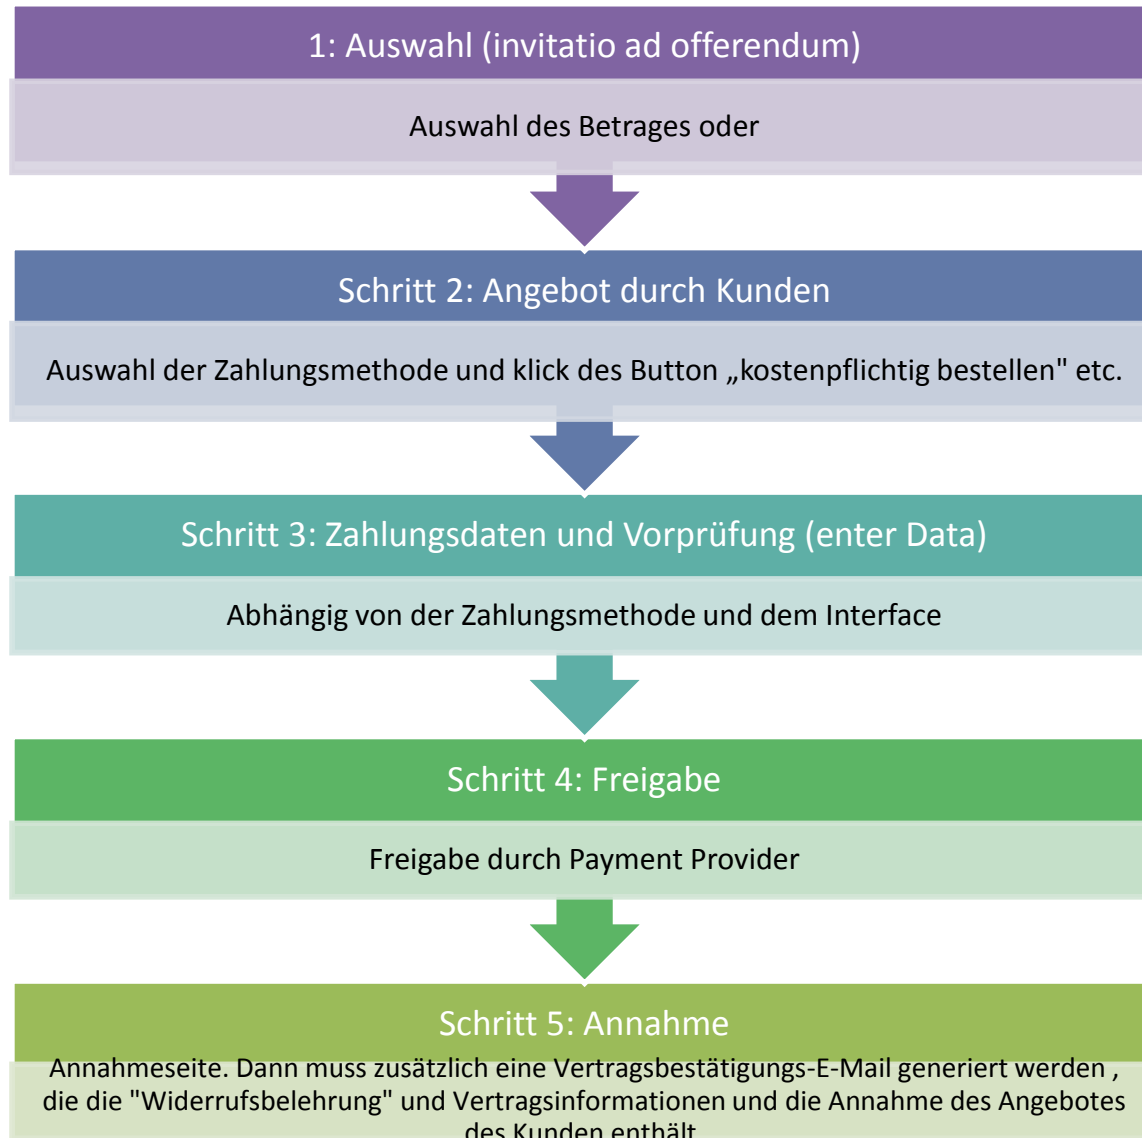 1: Auswahl (invitatio ad offerendum)
Auswahl des Betrages oder
Schritt 2: Angebot durch Kunden
Auswahl der Zahlungsmethode und klick des Button „kostenpflichtig bestellen" etc.
Schritt 3: Zahlungsdaten und Vorprüfung (enter Data)
Abhängig von der Zahlungsmethode und dem Interface
Schritt 4: Freigabe
Freigabe durch Payment Provider
Schritt 5: Annahme
Annahmeseite. Dann muss zusätzlich eine Vertragsbestätigungs-E-Mail generiert werden ,
die die "Widerrufsbelehrung" und Vertragsinformationen und die Annahme des Angebotes
des Kunden enthält